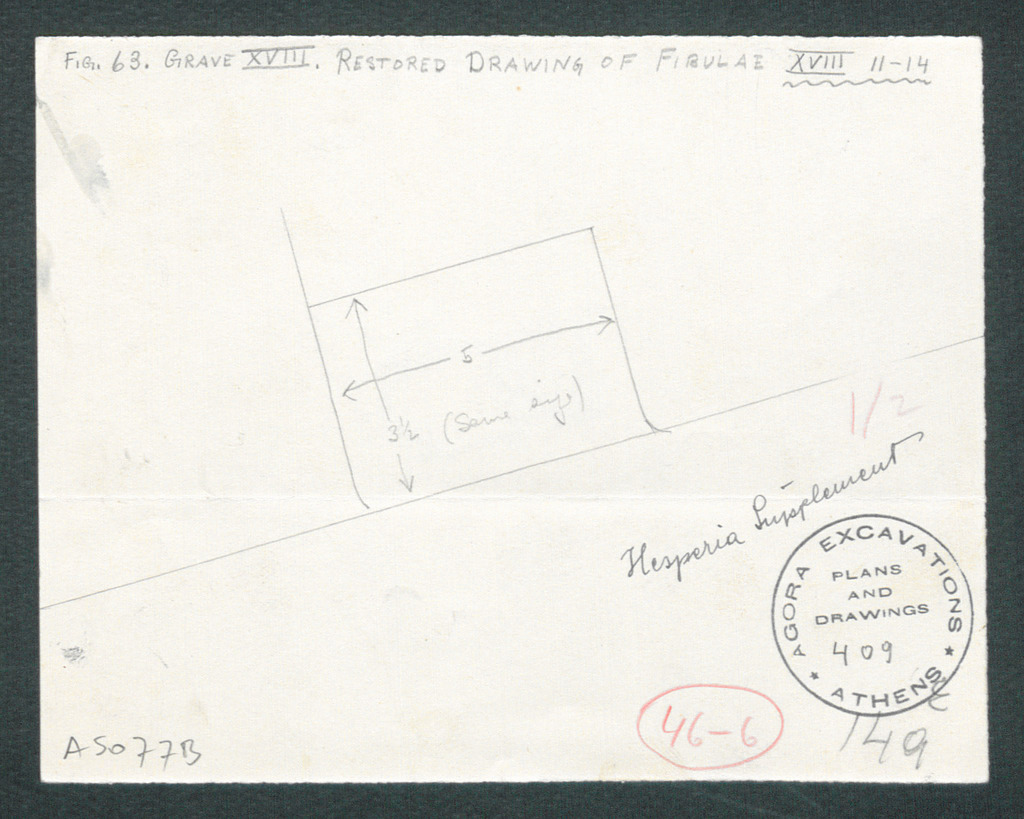 FIG. 63. GRAVE XVIII. RESTORED DRAWING OF FIBULAE XVIII 11-14
5
3½ (Same size)
1/2
Hesperia Supplement
AGORA EXCAVATIONS
PLANS
AND
DRAWINGS
409
* ATHENS *
46-6
149
A5077B